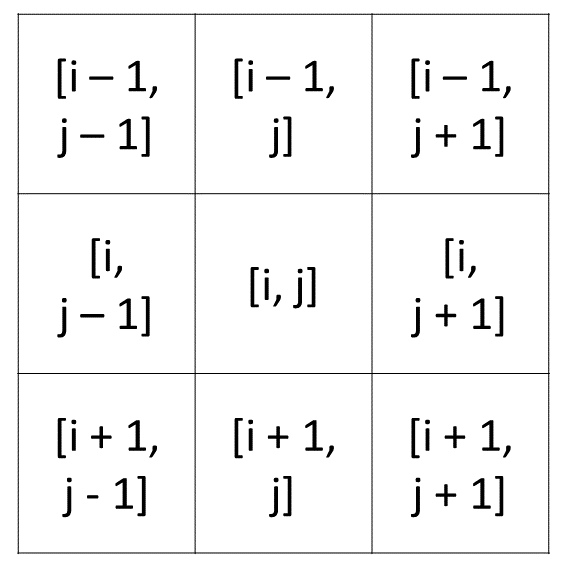 [i – 1,
j – 1]
[i – 1,
j]
[i – 1,
j + 1]
[i,
j – 1]
[i, j]
[i,
j + 1]
[i + 1,
j - 1]
[i + 1,
j]
[i + 1,
j + 1]